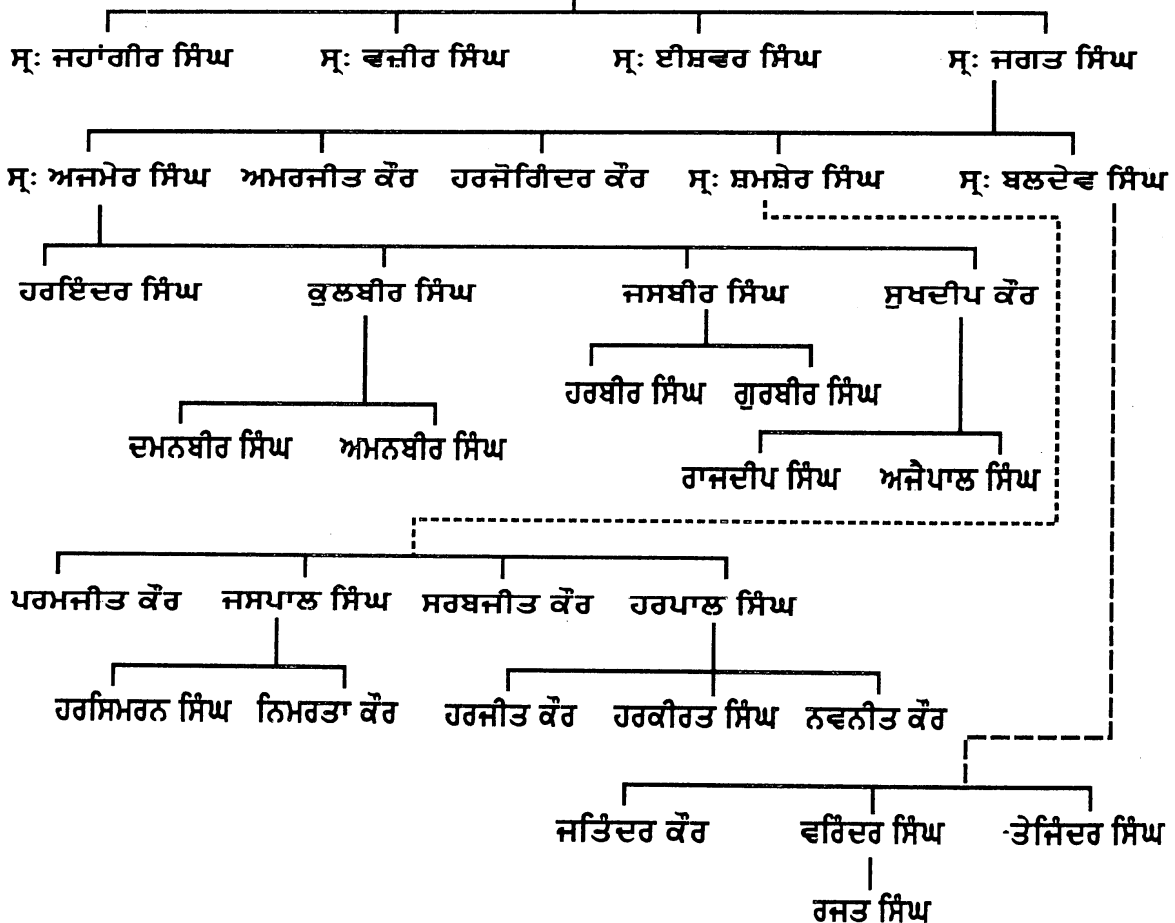 ਸ੍ਰ: ਜਹਾਂਗੀਰ ਸਿੰਘ ਸ੍ਰ: ਵਜ਼ੀਰ ਸਿੰਘ ਸ੍ਰ: ਈਸ਼ਵਰ ਸਿੰਘ ਸ੍ਰ: ਜਗਤ ਸਿੰਘ
ਸ੍ਰ: ਅਜਮੇਰ ਸਿੰਘ ਅਮਰਜੀਤ ਕੌਰ ਹਰਜੋਗਿੰਦਰ ਕੌਰ ਸ੍ਰ: ਸ਼ਮਸ਼ੇਰ ਸਿੰਘ ਸ੍ਰ: ਬਲਦੇਵ ਸਿੰਘ
ਹਰਇੰਦਰ ਸਿੰਘ ਕੁਲਬੀਰ ਸਿੰਘ ਜਸਬੀਰ ਸਿੰਘ ਸੁਖਦੀਪ ਕੌਰ
ਹਰਬੀਰ ਸਿੰਘ ਗੁਰਬੀਰ ਸਿੰਘ
ਦਮਨਬੀਰ ਸਿੰਘ ਅਮਨਬੀਰ ਸਿੰਘ
ਰਾਜਦੀਪ ਸਿੰਘ ਅਜੈਪਾਲ ਸਿੰਘ
ਪਰਮਜੀਤ ਕੌਰ ਜਸਪਾਲ ਸਿੰਘ ਸਰਬਜੀਤ ਕੌਰ ਹਰਪਾਲ ਸਿੰਘ
ਹਰਸਿਮਰਨ ਸਿੰਘ ਨਿਮਰਤਾ ਕੌਰ ਹਰਜੀਤ ਕੌਰ ਹਰਕੀਰਤ ਸਿੰਘ ਨਵਨੀਤ ਕੌਰ
ਜਤਿੰਦਰ ਕੌਰ ਵਰਿੰਦਰ ਸਿੰਘ ਤੇਜਿੰਦਰ ਸਿੰਘ
ਰਜਤ ਸਿੰਘ